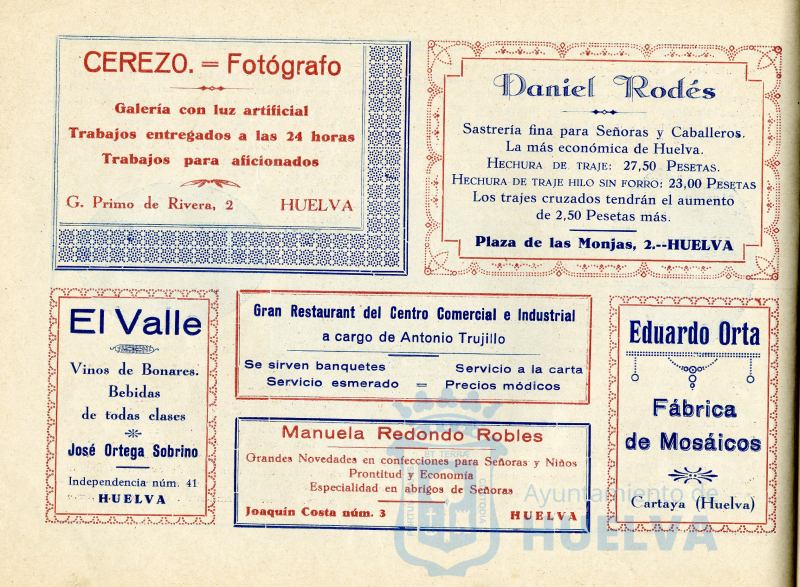 CEREZO. = Fotógrafo
Galería con luz artificial
Trabajos entregados a las 24 horas
Trabajos para aficionados
G. Primo de Rivera, 2 HUELVA
Daniel Rodés
Sastrería fina para Señoras y Caballeros.
La más económica de Huelva.
HECHURA DE TRAJE: 27,50 PESETAS.
HECHURA DE TRAJE HILO SIN FORRO: 23,00 PESETAS
Los trajes cruzados tendrán el aumento
de 2,50 Pesetas más.
Plaza de las Monjas, 2.--HUELVA
El Valle
Vinos de Bonares.
Bebidas
de todas clases
José Ortega Sobrino
Independencia núm. 41
HUELVA
Gran Restaurant del Centro Comercial e Industrial
a cargo de Antonio Trujillo
Se sirven banquetes Servicio a la carta
Servicio esmerado = Precios módicos
Manuela Redondo Robles
Grandes Novedades en confecciones para Señoras y Niños
Prontitud y Economía
Especialidad en abrigos de Señoras
Joaquín Costa núm. 3 HUELVA
Eduardo Orta
Fábrica
de Mosáicos
Cartaya (Huelva)
Ayuntamiento de
HUELVA